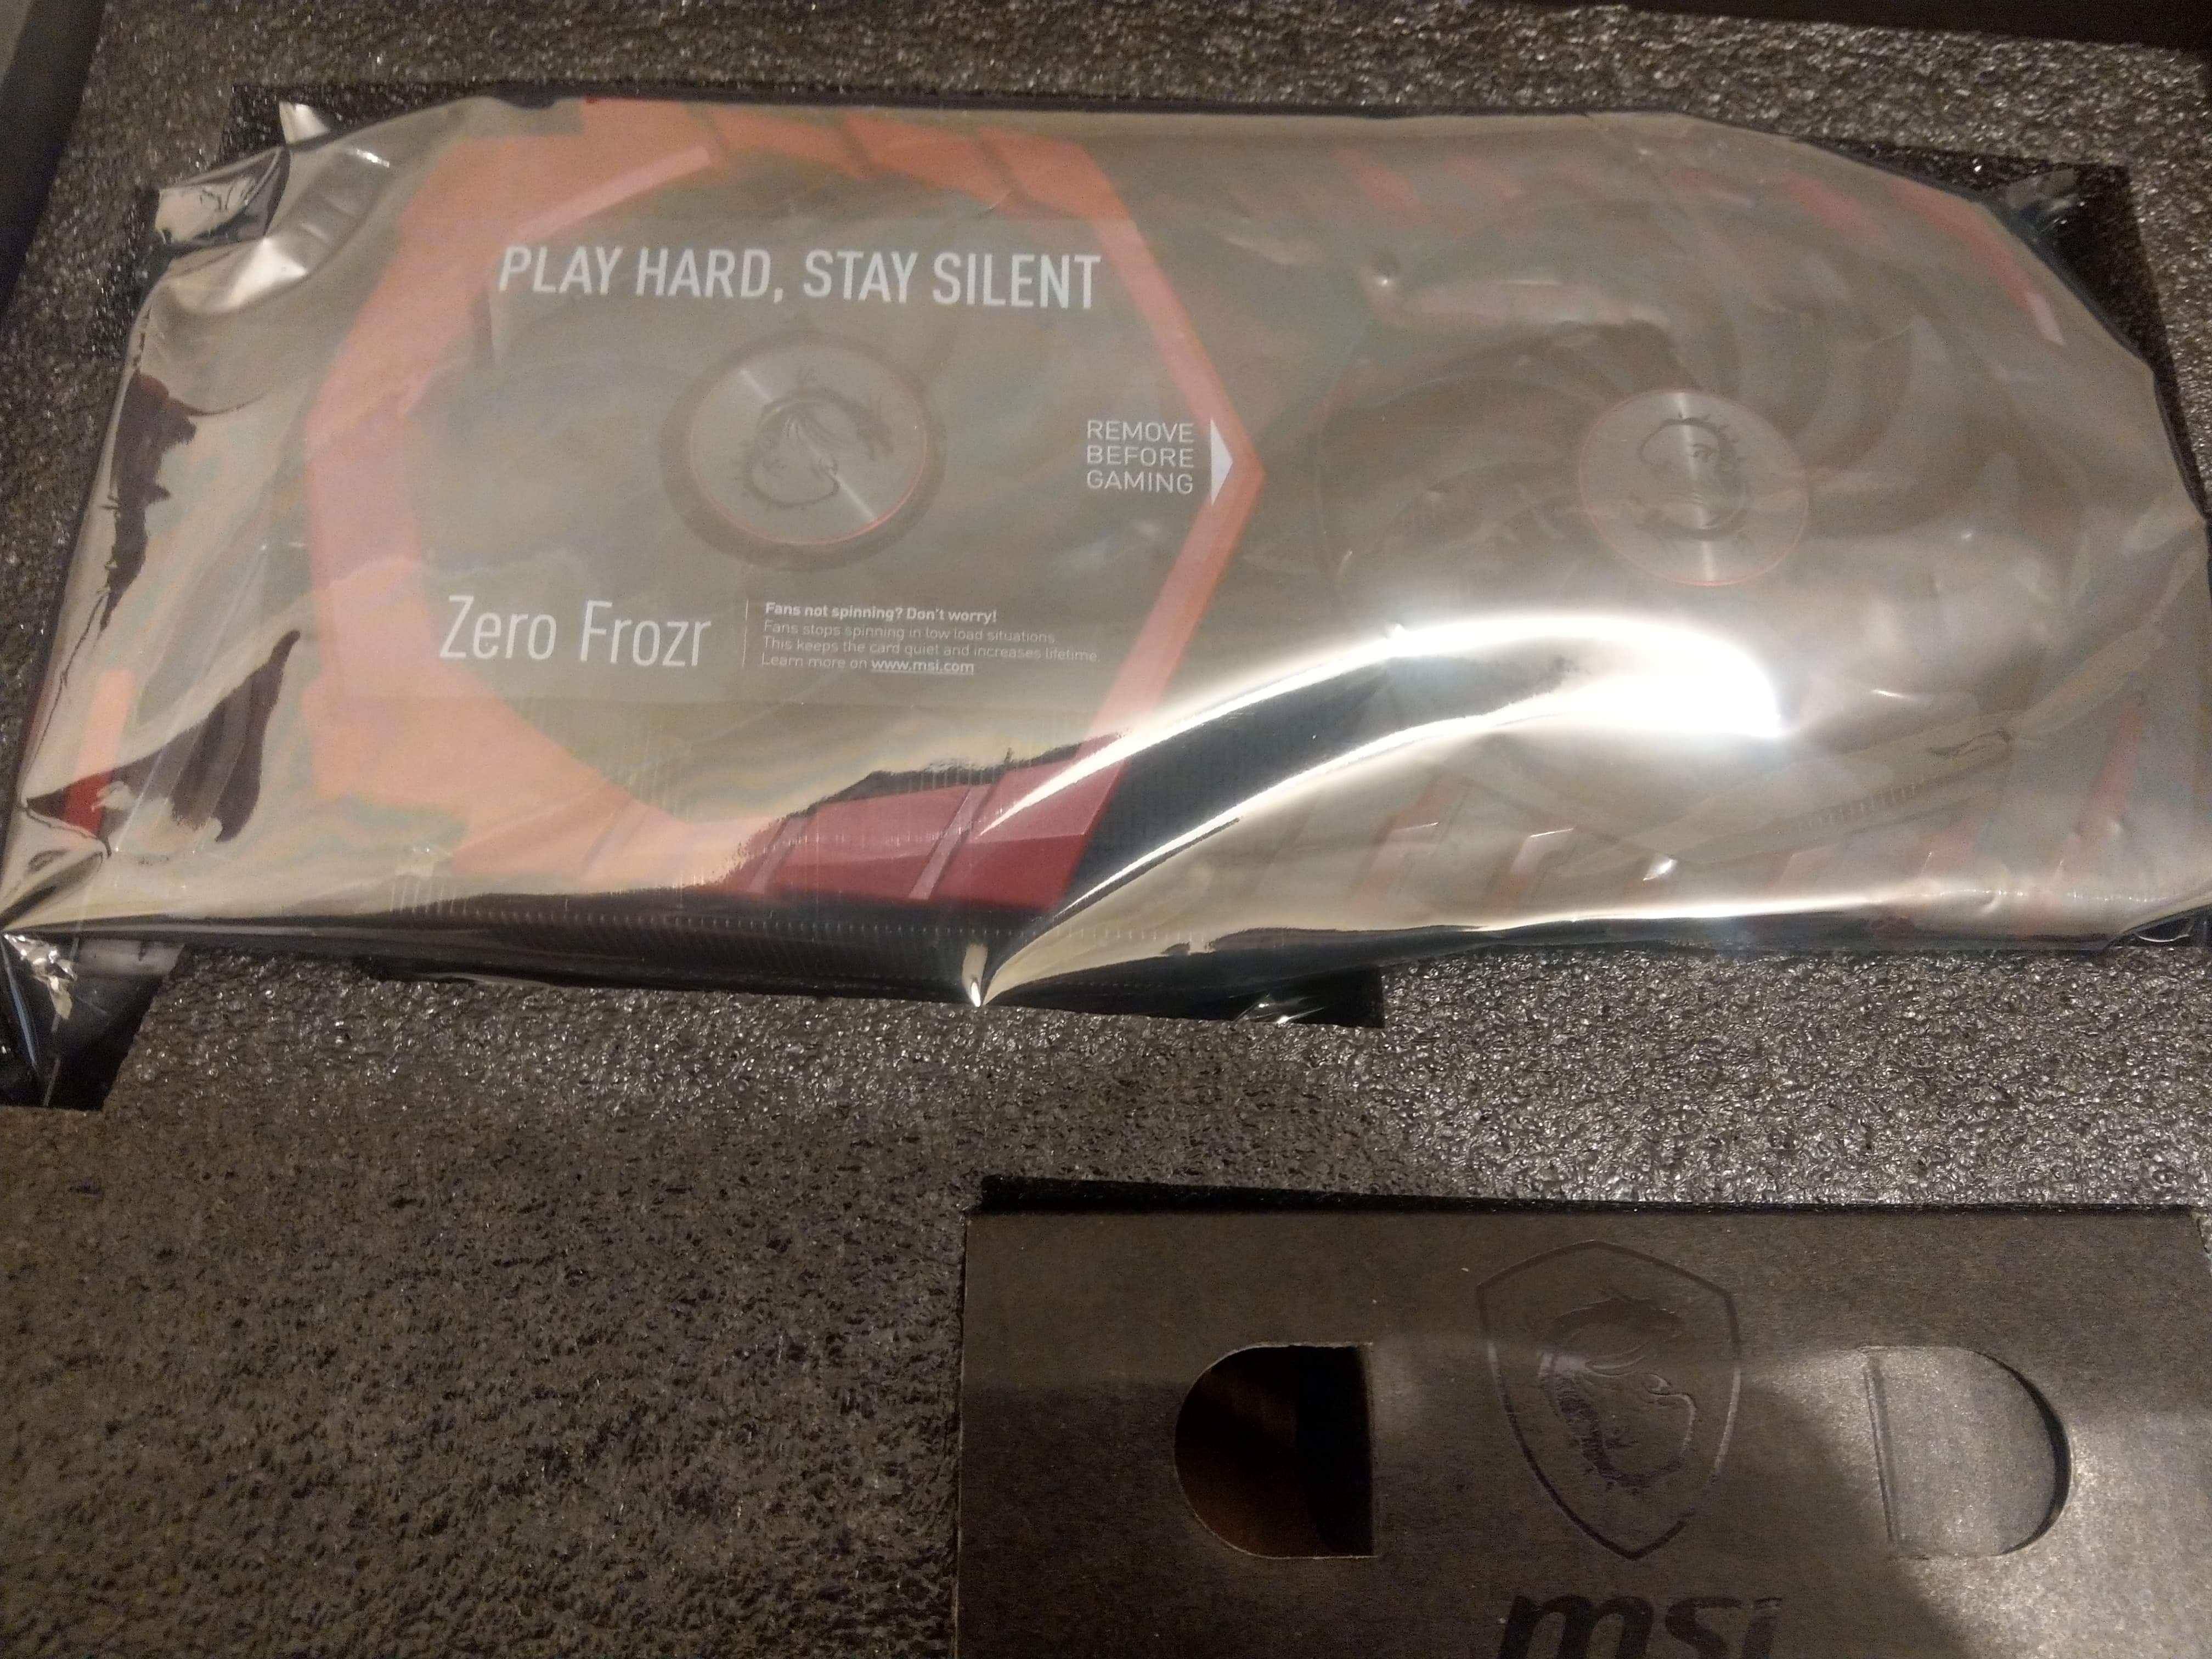 PLAY HARD, STAY SILENT
REMOVE
BEFORE
GAMING
Zero Frozr
Fans not spinning? Don't worry!
Fans stops spinning in low load situations.
This keeps the card quiet and increases lifetime.
Learn more on www.msi.com
msi